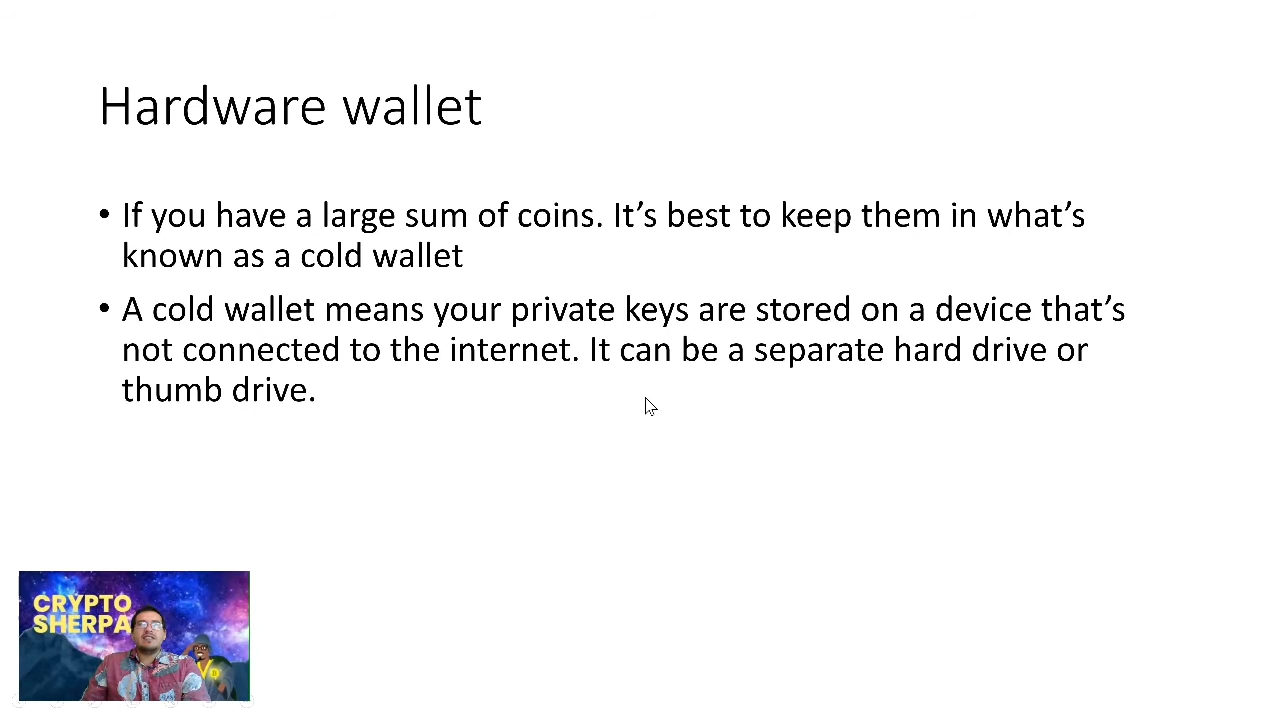 Hardware wallet
• If you have a large sum of coins. It’s best to keep them in what’s
known as a cold wallet
• A cold wallet means your private keys are stored on a device that’s
not connected to the internet. It can be a separate hard drive or
thumb drive.
CRYPTO
SHERPA